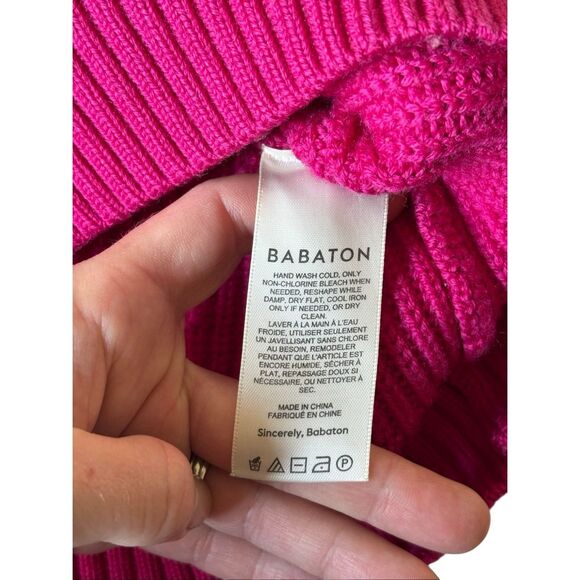 BABATON
HAND WASH COLD, ONLY
NON-CHLORINE BLEACH WHEN
NEEDED, RESHAPE WHILE
DAMP, DRY FLAT, COOL IRON
ONLY IF NEEDED, OR DRY
CLEAN.
LAVER À LA MAIN À L'EAU
FROIDE, UTILISER SEULEMENT
UN JAVELLISANT SANS CHLORE
AU BESOIN, REMODELER
PENDANT QUE L'ARTICLE EST
ENCORE HUMIDE, SÉCHER À
PLAT, REPASSAGE DOUX SI
NÉCESSAIRE, OU NETTOYER À
SEC.
MADE IN CHINA
FABRIQUÉ EN CHINE
Sincerely, Babaton
P